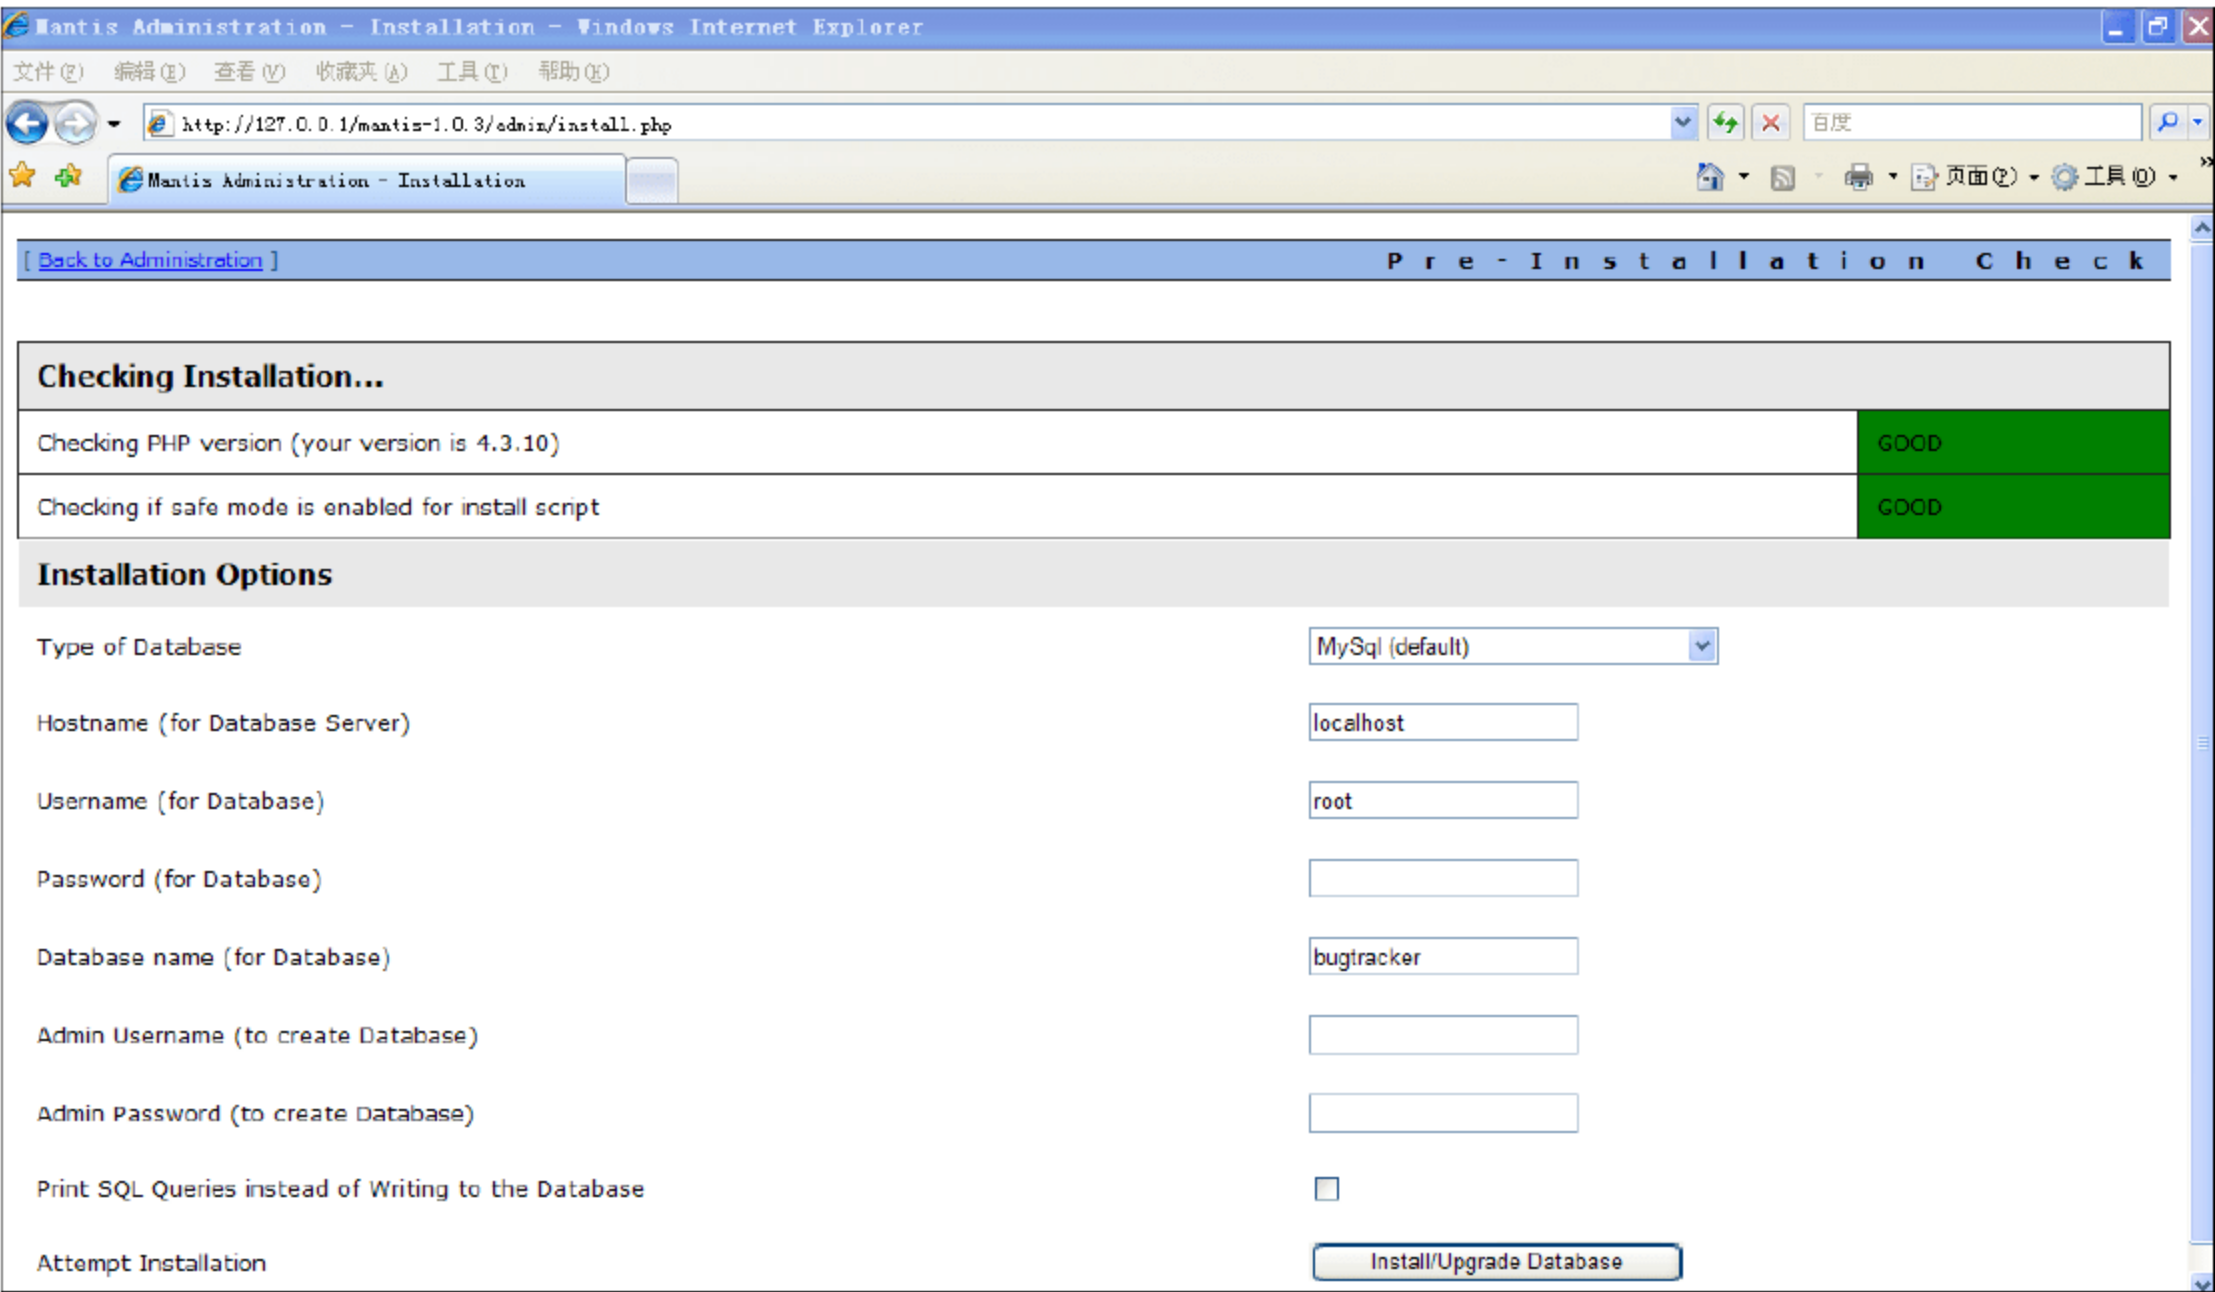 Mantis Administration - Installation - Windows Internet Explorer
文件(F) 编辑(E) 查看(V) 收藏夹(A) 工具(T) 帮助(H)
http://127.0.0.1/mantis-1.0.3/admin/install.php 百度
Mantis Administration - Installation 页面(P) 工具(O) »
[ Back to Administration ] Pre-Installation Check
Checking Installation...
Checking PHP version (your version is 4.3.10) GOOD
Checking if safe mode is enabled for install script GOOD
Installation Options
Type of Database MySql (default)
Hostname (for Database Server) localhost
Username (for Database) root
Password (for Database)
Database name (for Database) bugtracker
Admin Username (to create Database)
Admin Password (to create Database)
Print SQL Queries instead of Writing to the Database
Attempt Installation Install/Upgrade Database